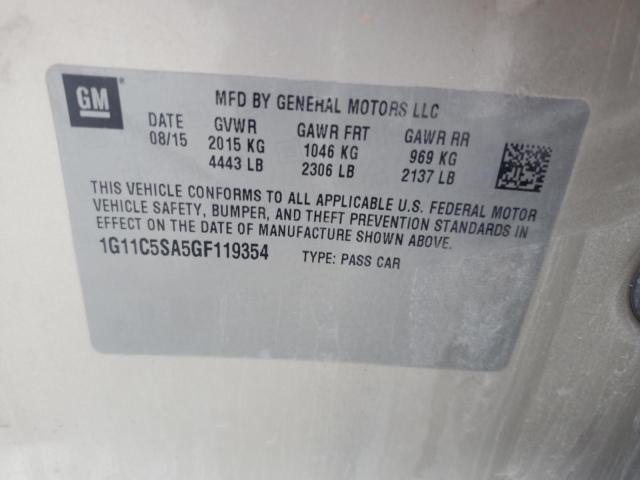 GM
MFD BY GENERAL MOTORS LLC
DATE GVWR GAWR FRT GAWR RR
08/15 2015 KG 1046 KG 969 KG
4443 LB 2306 LB 2137 LB
THIS VEHICLE CONFORMS TO ALL APPLICABLE U.S. FEDERAL MOTOR
VEHICLE SAFETY, BUMPER, AND THEFT PREVENTION STANDARDS IN
EFFECT ON THE DATE OF MANUFACTURE SHOWN ABOVE.
1G11C5SA5GF119354 TYPE: PASS CAR